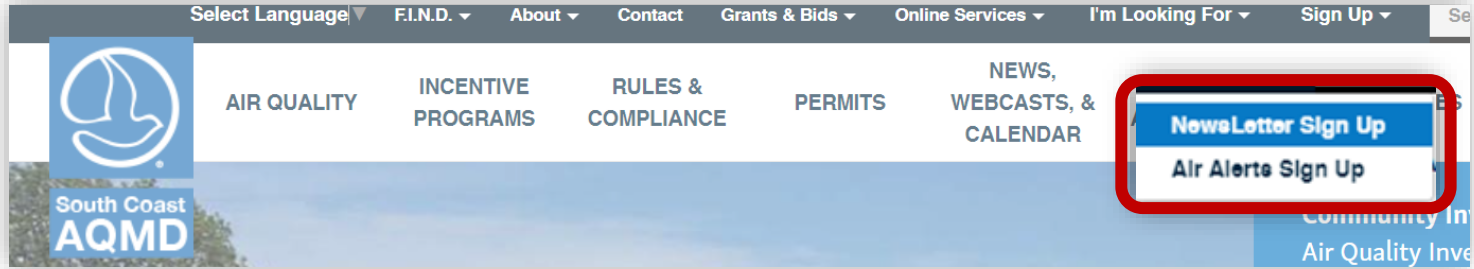 Select Language F.I.N.D. About Contact Grants & Bids Online Services I'm Looking For Sign Up
AIR QUALITY
INCENTIVE
PROGRAMS
RULES &
COMPLIANCE
PERMITS
NEWS,
WEBCASTS, &
CALENDAR
NewsLetter Sign Up
Air Alerts Sign Up
South Coast
AQMD
Community
Air Quality